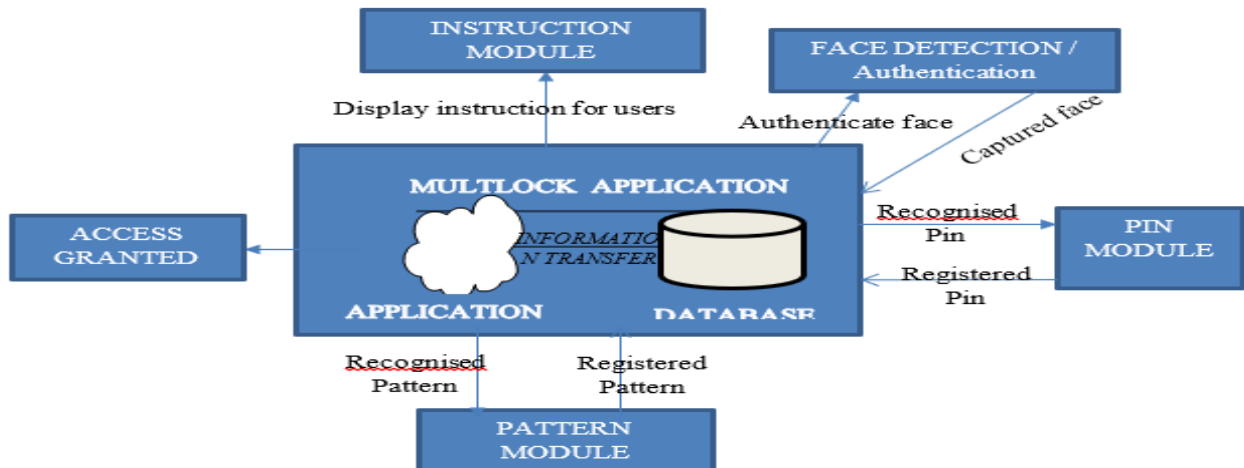 INSTRUCTION
MODULE
FACE DETECTION /
Authentication
Display instruction for users
Authenticate face
Captured face
MULTLOCK APPLICATION
INFORMATIO
N TRANSFER
APPLICATION
DATABASE
ACCESS
GRANTED
Recognised
Pin
Registered
Pin
PIN
MODULE
Recognised
Pattern
Registered
Pattern
PATTERN
MODULE